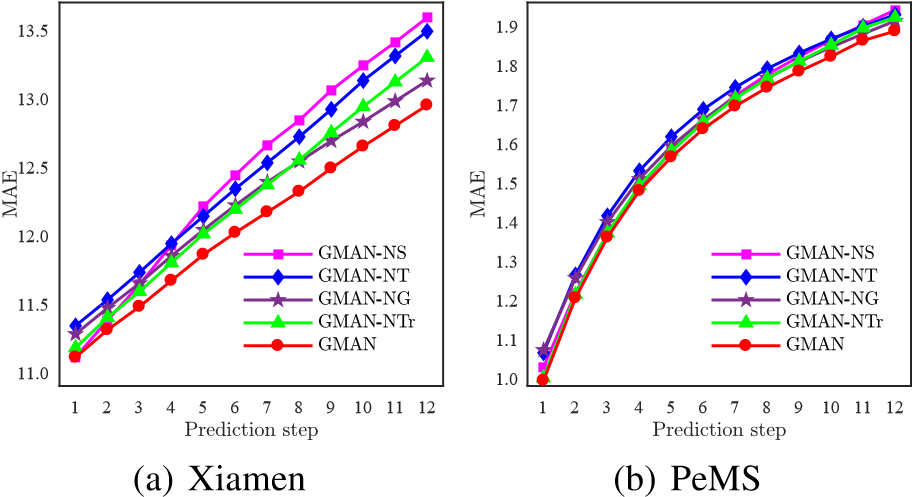 13.5
13.0
12.5
12.0
11.5
11.0
MAE
GMAN-NS
GMAN-NT
GMAN-NG
GMAN-NTr
GMAN
1 2 3 4 5 6 7 8 9 10 11 12
Prediction step
(a) Xiamen
1.9
1.8
1.7
1.6
1.5
1.4
1.3
1.2
1.1
1.0
MAE
GMAN-NS
GMAN-NT
GMAN-NG
GMAN-NTr
GMAN
1 2 3 4 5 6 7 8 9 10 11 12
Prediction step
(b) PeMS